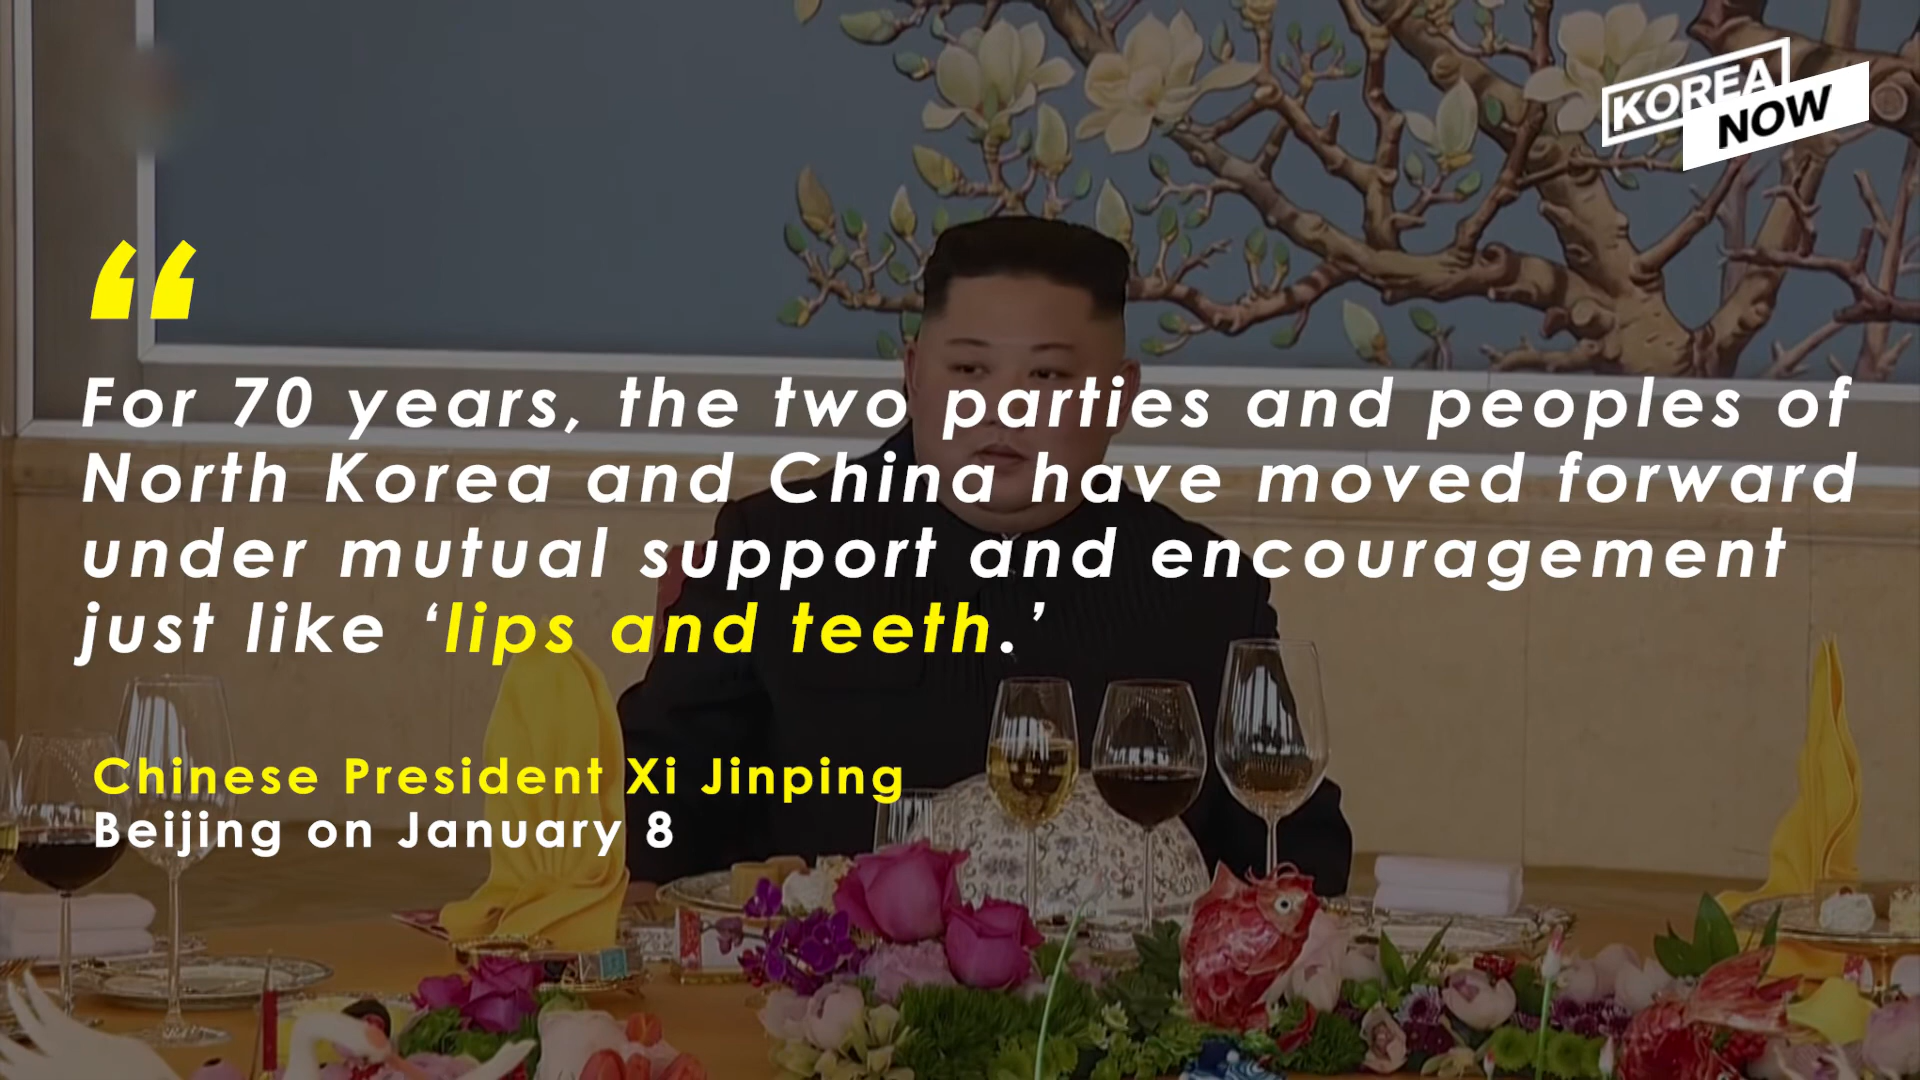 KOREA
NOW
“
For 70 years, the two parties and peoples of
North Korea and China have moved forward
under mutual support and encouragement
just like ‘lips and teeth.’
Chinese President Xi Jinping
Beijing on January 8